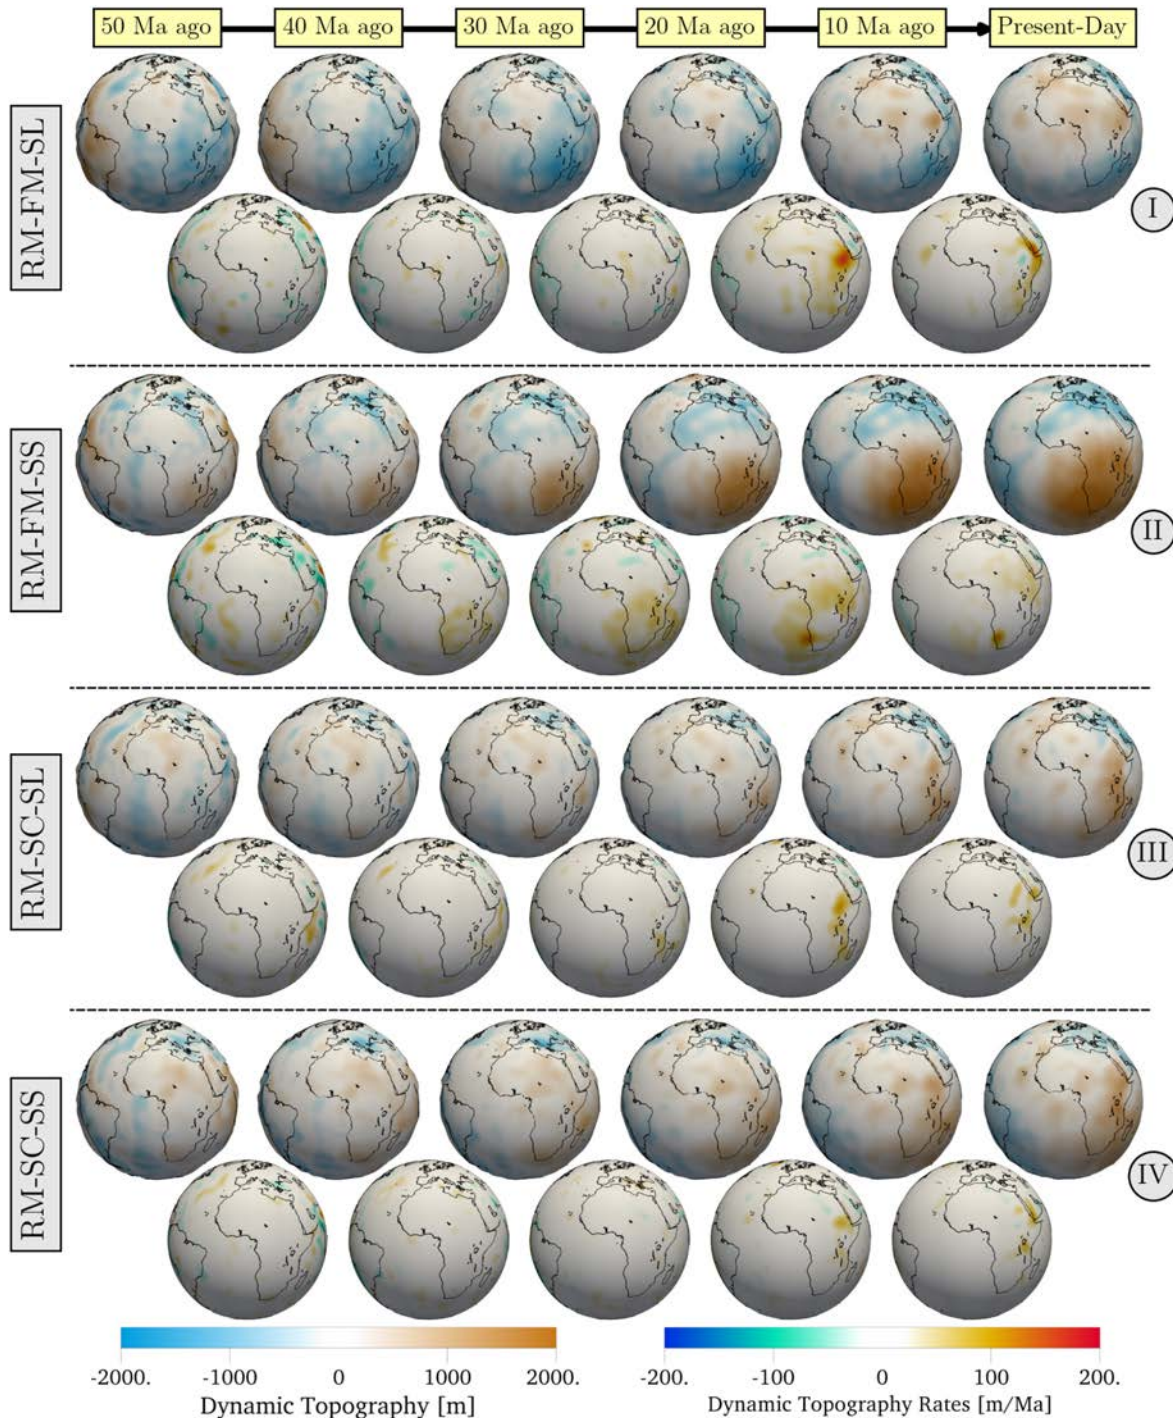 50 Ma ago 40 Ma ago 30 Ma ago 20 Ma ago 10 Ma ago Present-Day
RM-FM-SL
I
RM-FM-SS
II
RM-SC-SL
III
RM-SC-SS
IV
-2000. -1000 0 1000 2000.
Dynamic Topography [m]
-200. -100 0 100 200.
Dynamic Topography Rates [m/Ma]